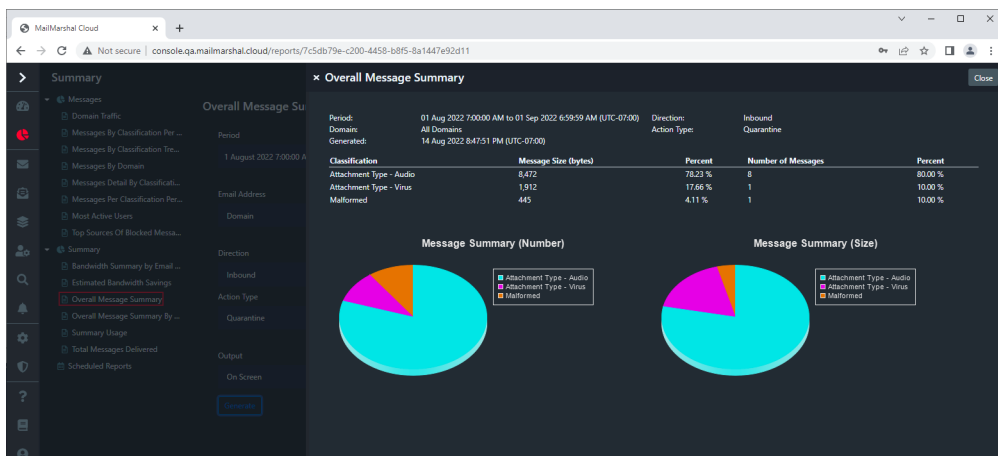 MailMarshal Cloud
Not secure | console.qa.mailmarshal.cloud/reports/7c5db79e-c200-4458-b8f5-8a1447e92d11
Summary
Messages
Domain Traffic
Messages By Classification Per ...
Messages By Classification Tre...
Messages By Domain
Messages Detail By Classificati...
Messages Per Classification Per...
Most Active Users
Top Sources Of Blocked Messa...
Summary
Bandwidth Summary by Email ...
Estimated Bandwidth Savings
Overall Message Summary
Overall Message Summary By ...
Summary Usage
Total Messages Delivered
Scheduled Reports
Overall Message Su
Period
1 August 2022 7:00:00 A
Email Address
Domain
Direction
Inbound
Action Type
Quarantine
Output
On Screen
Generate
× Overall Message Summary
Close
Period: 01 Aug 2022 7:00:00 AM to 01 Sep 2022 6:59:59 AM (UTC-07:00) Direction: Inbound
Domain: All Domains Action Type: Quarantine
Generated: 14 Aug 2022 8:47:51 PM (UTC-07:00)
Classification Message Size (bytes) Percent Number of Messages Percent
Attachment Type - Audio 8,472 78.23 % 8 80.00 %
Attachment Type - Virus 1,912 17.66 % 1 10.00 %
Malformed 445 4.11 % 1 10.00 %
Message Summary (Number)
Attachment Type - Audio
Attachment Type - Virus
Malformed
Message Summary (Size)
Attachment Type - Audio
Attachment Type - Virus
Malformed